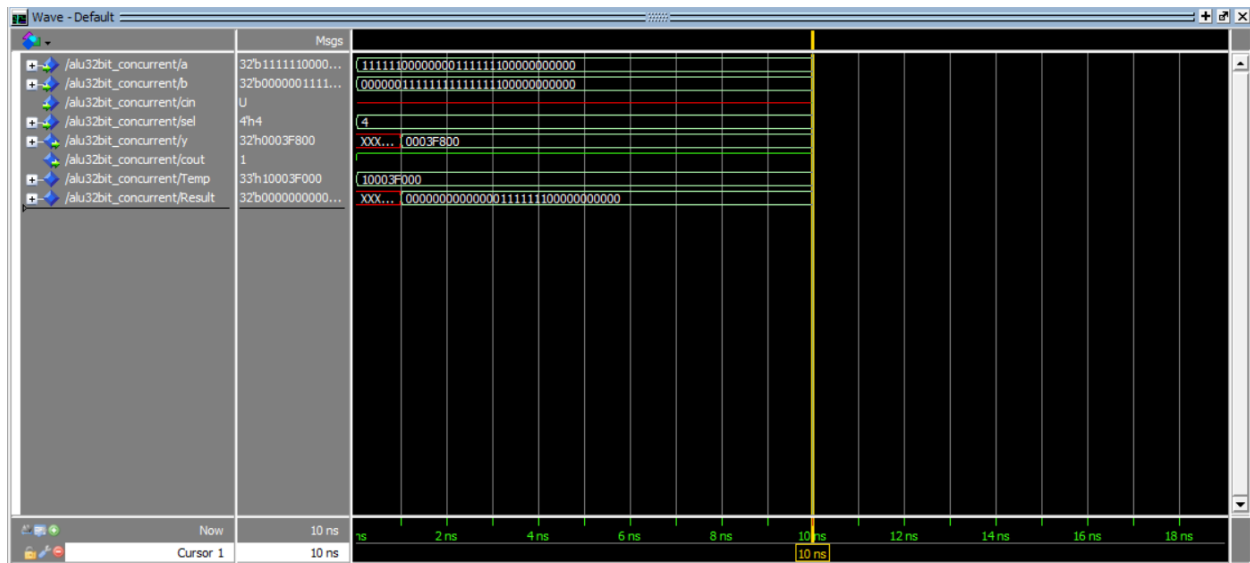 Wave - Default
Msgs
/alu32bit_concurrent/a 32'b1111110000... 11111100000000111111100000000000
/alu32bit_concurrent/b 32'b0000001111... 00000011111111111111100000000000
/alu32bit_concurrent/cin U
/alu32bit_concurrent/sel 4'h4 4
/alu32bit_concurrent/y 32'h0003F800 XXX... 0003F800
/alu32bit_concurrent/cout 1
/alu32bit_concurrent/Temp 33'h10003F000 10003F000
/alu32bit_concurrent/Result 32'b0000000000... XXX... 00000000000000111111100000000000
Now 10 ns ns 2 ns 4 ns 6 ns 8 ns 10 ns 12 ns 14 ns 16 ns 18 ns
Cursor 1 10 ns 10 ns